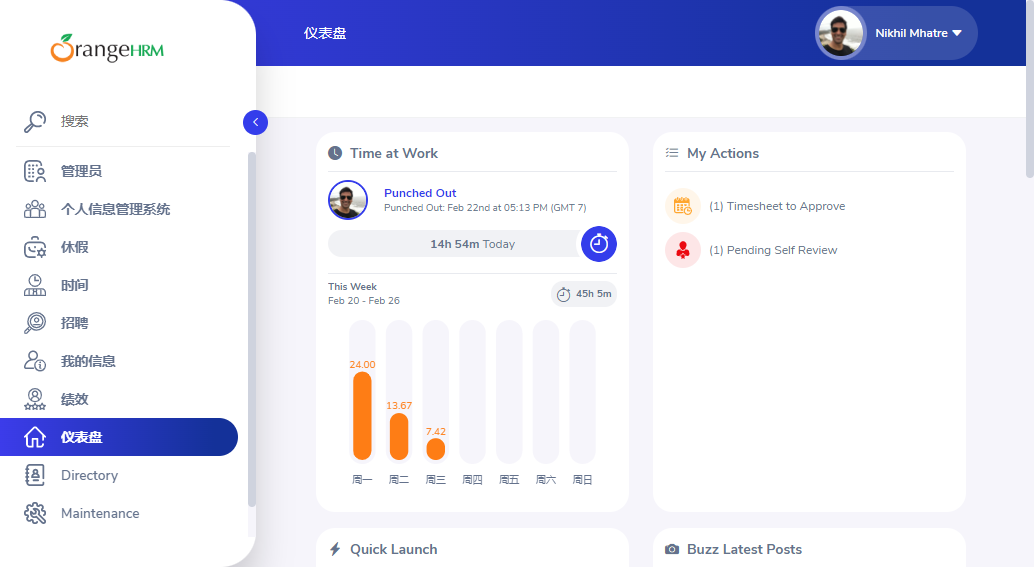 OrangeHRM
搜索
管理员
个人信息管理系统
休假
时间
招聘
我的信息
绩效
仪表盘
Directory
Maintenance
仪表盘
Nikhil Mhatre
Time at Work
Punched Out
Punched Out: Feb 22nd at 05:13 PM (GMT 7)
14h 54m Today
This Week
Feb 20 - Feb 26
45h 5m
24.00
13.67
7.42
周一 周二 周三 周四 周五 周六 周日
My Actions
(1) Timesheet to Approve
(1) Pending Self Review
Quick Launch
Buzz Latest Posts